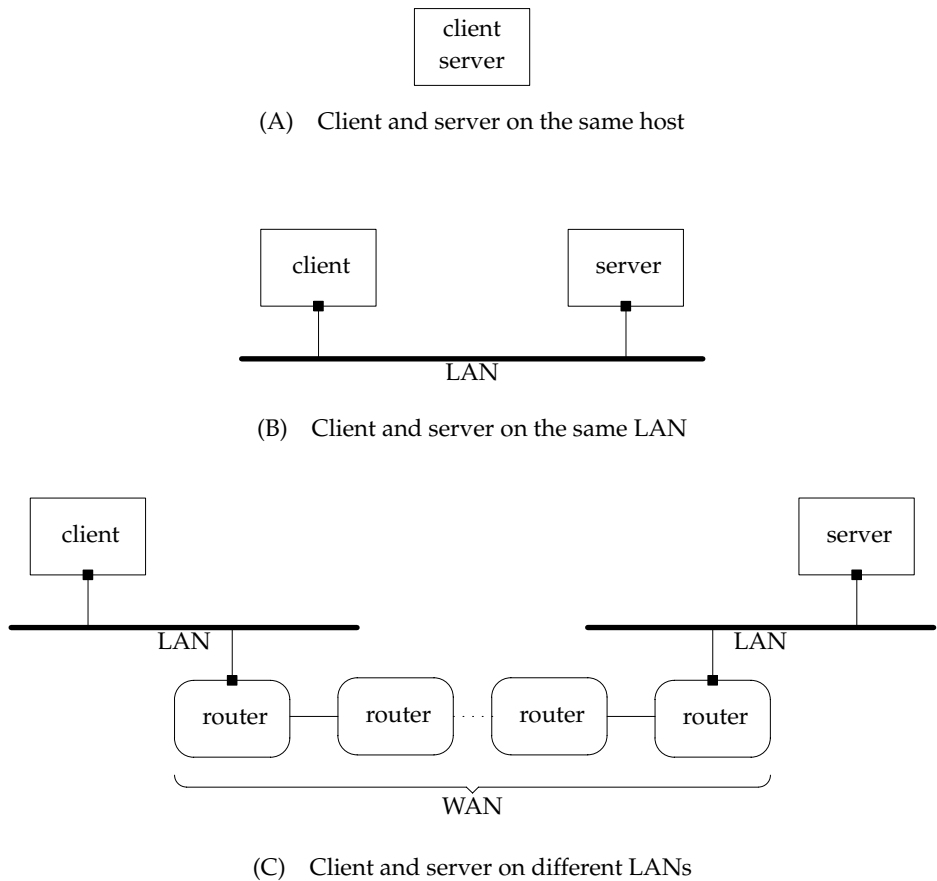 client
server
(A) Client and server on the same host
client
server
LAN
(B) Client and server on the same LAN
client
server
LAN
LAN
router
router
router
router
WAN
(C) Client and server on different LANs